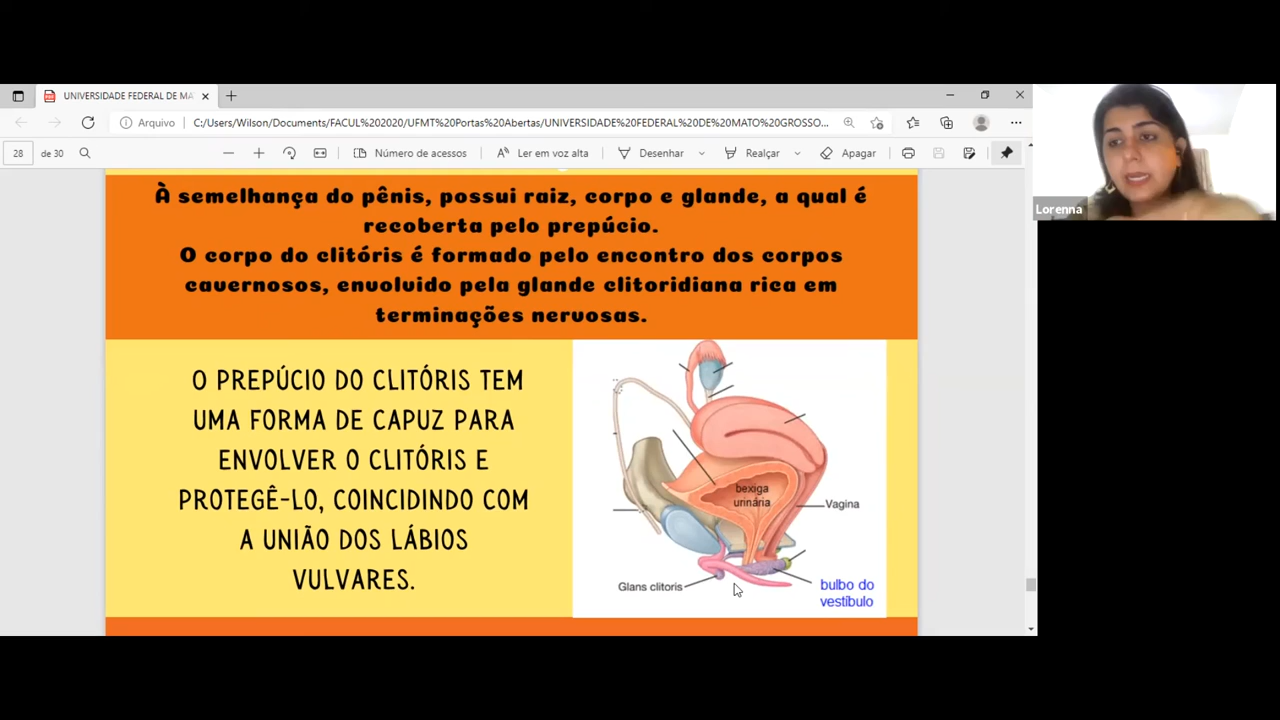 UNIVERSIDADE FEDERAL DE MA
Arquivo
C:/Users/Wilson/Documents/FACUL%202020/UFMT%20Portas%20Abertas/UNIVERSIDADE%20FEDERAL%20DE%20MATO%20GROSSO...
28 de 30
Número de acessos
Ler em voz alta
Desenhar
Realçar
Apagar
Lorenna
À semelhança do pênis, possui raiz, corpo e glande, a qual é
recoberta pelo prepúcio.
O corpo do clitóris é formado pelo encontro dos corpos
cavernosos, envolvido pela glande clitoridiana rica em
terminações nervosas.
O PREPÚCIO DO CLITÓRIS TEM
UMA FORMA DE CAPUZ PARA
ENVOLVER O CLITÓRIS E
PROTEGÊ-LO, COINCIDINDO COM
A UNIÃO DOS LÁBIOS
VULVARES.
bexiga
urinária
Vagina
Glans clitoris
bulbo do
vestíbulo